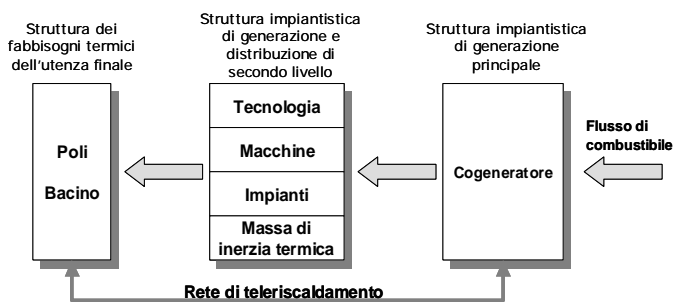 Struttura dei
fabbisogni termici
dell'utenza finale
Struttura impiantistica
di generazione e
distribuzione di
secondo livello
Struttura impiantistica
di generazione
principale
Poli
Bacino
Tecnologia
Macchine
Impianti
Massa di
inerzia termica
Cogeneratore
Flusso di
combustibile
Rete di teleriscaldamento